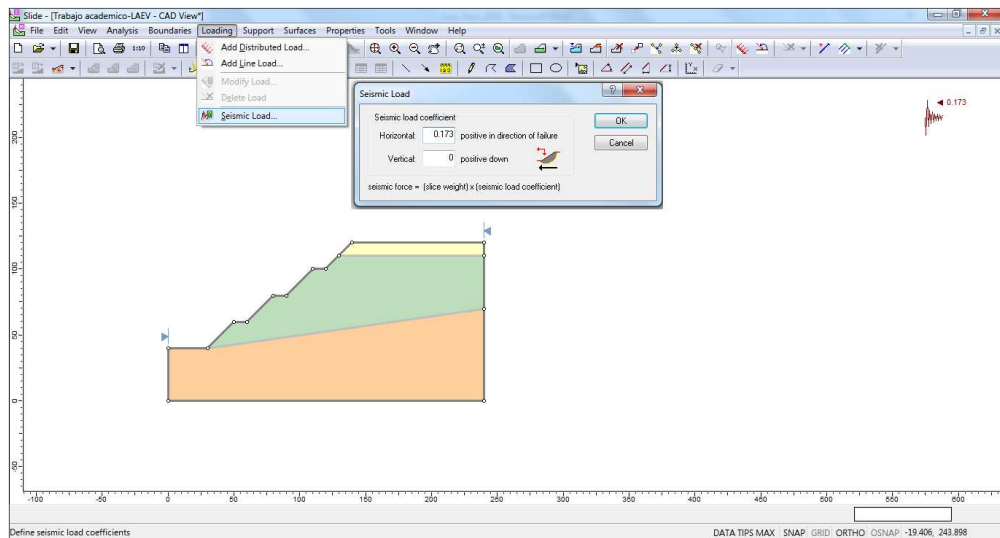 Slide - [Trabajo academico-LAEV - CAD View*]
File Edit View Analysis Boundaries Loading Support Surfaces Properties Tools Window Help
1:10
Add Distributed Load...
Add Line Load...
Modify Load...
Delete Load
Seismic Load...
Seismic Load
Seismic load coefficient
Horizontal: 0.173 positive in direction of failure
Vertical: 0 positive down
OK
Cancel
seismic force = (slice weight) x (seismic load coefficient)
0.173
200
150
100
50
0
-50
-100 -50 0 50 100 150 200 250 300 350 400 450 500 550 600
Define seismic load coefficients
DATA TIPS MAX SNAP GRID ORTHO OSNAP -19.406, 243.898